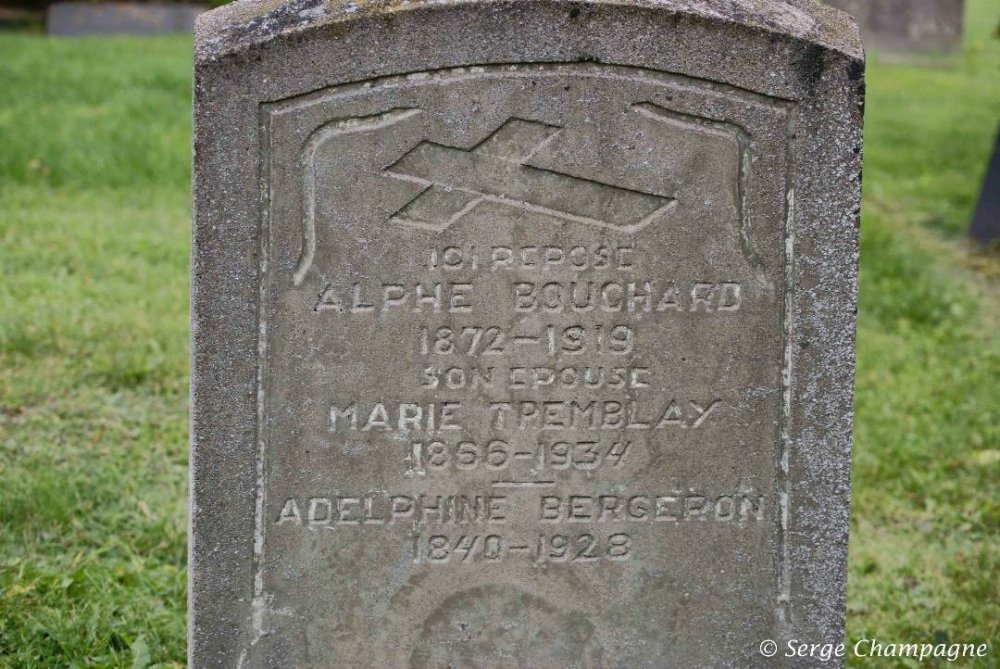 ICI REPOSE
ALPHE BOUCHARD
1872-1919
SON EPOUSE
MARIE TREMBLAY
1866-1934
ADELPHINE BERGERON
1840-1928
© Serge Champagne